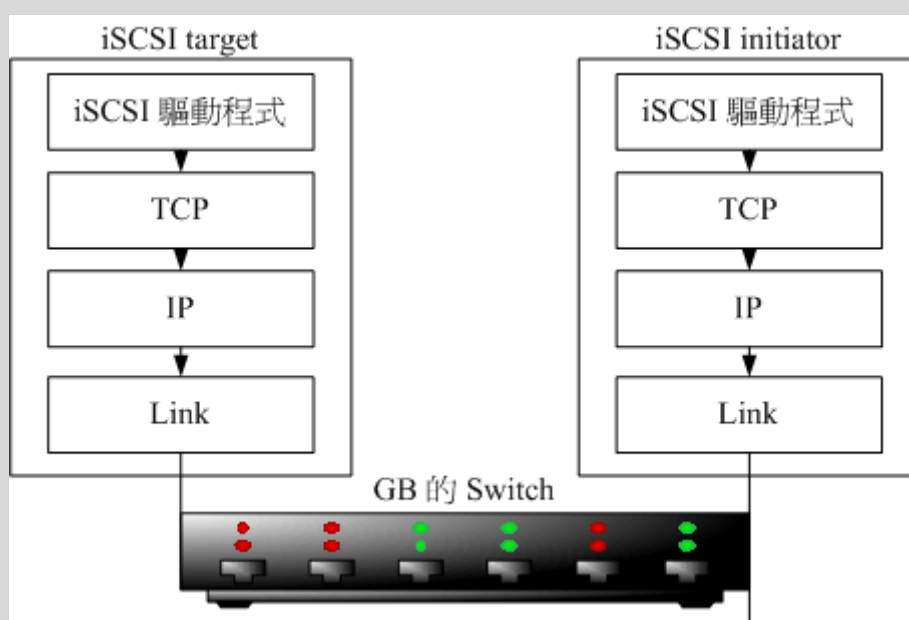 iSCSI target
iSCSI 驅動程式
TCP
IP
Link
iSCSI initiator
iSCSI 驅動程式
TCP
IP
Link
GB 的 Switch